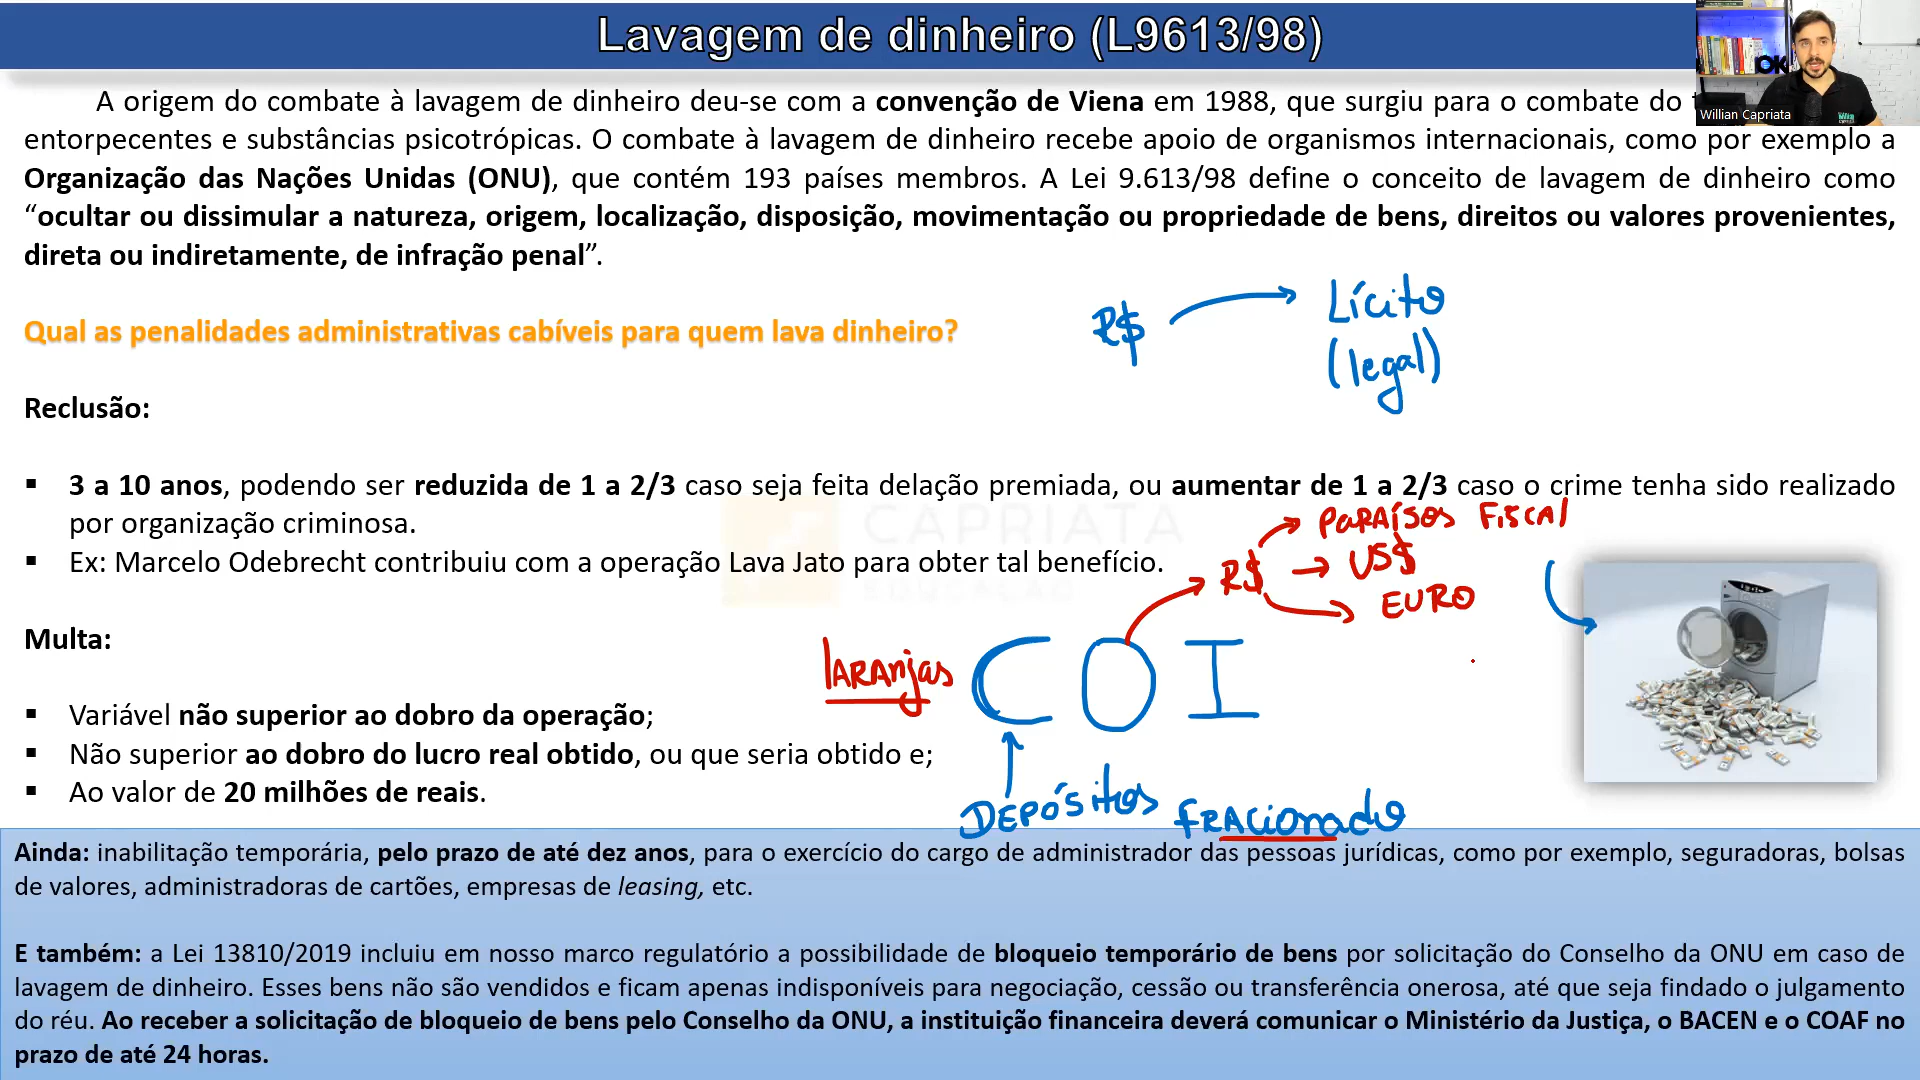 Lavagem de dinheiro (L9613/98)
Willian Capriata
A origem do combate à lavagem de dinheiro deu-se com a convenção de Viena em 1988, que surgiu para o combate do
entorpecentes e substâncias psicotrópicas. O combate à lavagem de dinheiro recebe apoio de organismos internacionais, como por exemplo a
Organização das Nações Unidas (ONU), que contém 193 países membros. A Lei 9.613/98 define o conceito de lavagem de dinheiro como
“ocultar ou dissimular a natureza, origem, localização, disposição, movimentação ou propriedade de bens, direitos ou valores provenientes,
direta ou indiretamente, de infração penal”.
R$ Lícito
(legal)
Qual as penalidades administrativas cabíveis para quem lava dinheiro?
Reclusão:
▪ 3 a 10 anos, podendo ser reduzida de 1 a 2/3 caso seja feita delação premiada, ou aumentar de 1 a 2/3 caso o crime tenha sido realizado
por organização criminosa.
▪ Ex: Marcelo Odebrecht contribuiu com a operação Lava Jato para obter tal benefício.
CAPRIATA
EDUCAÇÃO
PARAÍSOS FISCAL
R$ US$
EURO
Multa:
LARANJAS C O I
▪ Variável não superior ao dobro da operação;
▪ Não superior ao dobro do lucro real obtido, ou que seria obtido e;
▪ Ao valor de 20 milhões de reais.
DEPÓSITOS FRACIONADO
Ainda: inabilitação temporária, pelo prazo de até dez anos, para o exercício do cargo de administrador das pessoas jurídicas, como por exemplo, seguradoras, bolsas
de valores, administradoras de cartões, empresas de leasing, etc.
E também: a Lei 13810/2019 incluiu em nosso marco regulatório a possibilidade de bloqueio temporário de bens por solicitação do Conselho da ONU em caso de
lavagem de dinheiro. Esses bens não são vendidos e ficam apenas indisponíveis para negociação, cessão ou transferência onerosa, até que seja findado o julgamento
do réu. Ao receber a solicitação de bloqueio de bens pelo Conselho da ONU, a instituição financeira deverá comunicar o Ministério da Justiça, o BACEN e o COAF no
prazo de até 24 horas.